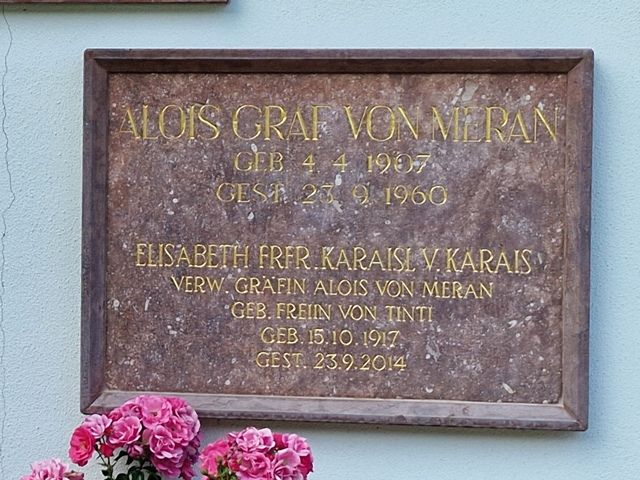 ALOIS GRAF VON MERAN
GEB 4 4 1907
GEST 23 9 1960
ELISABETH FRFR. KARAISL V. KARAIS
VERW. GRÄFIN ALOIS VON MERAN
GEB. FREIIN VON TINTI
GEB. 15.10.1917
GEST. 23.9.2014